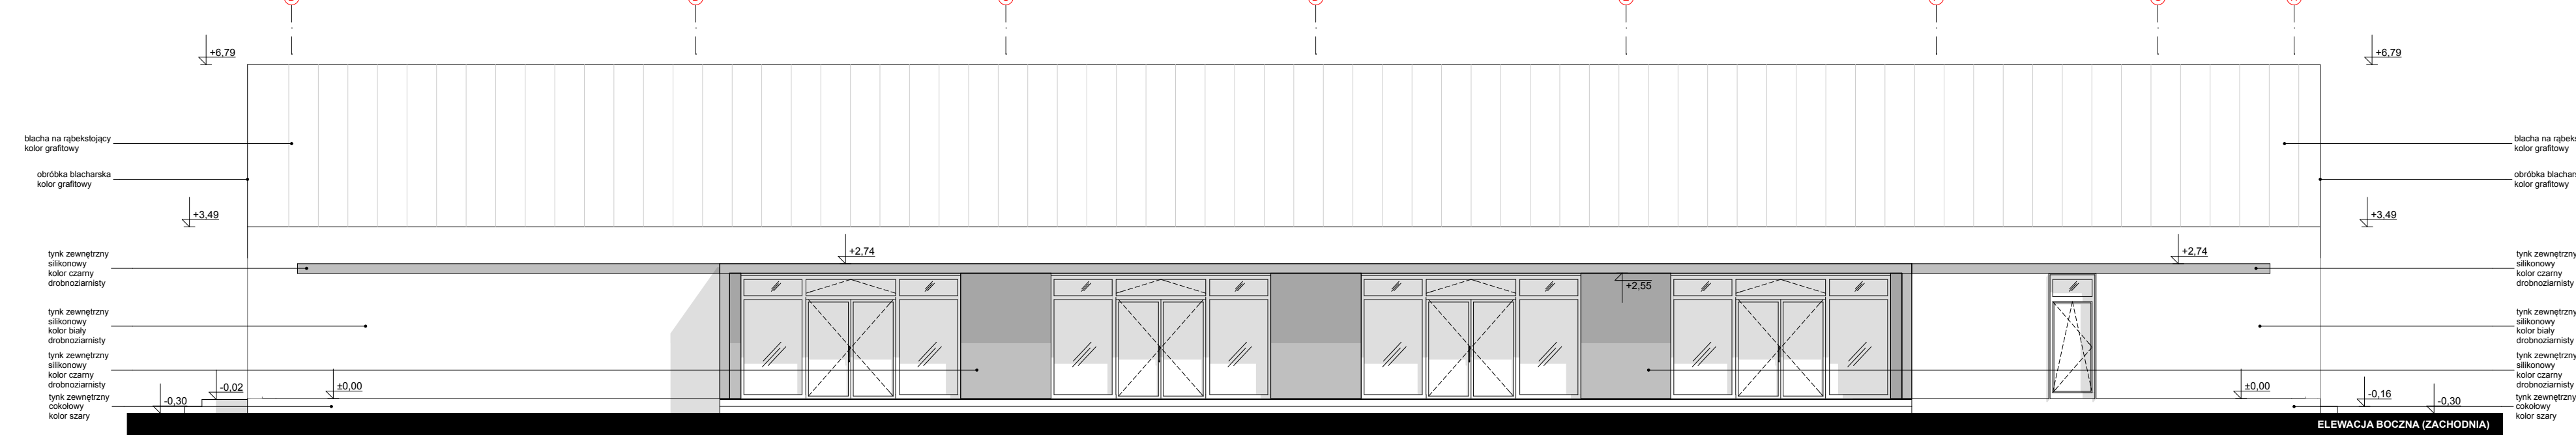 +6,79
+6,79
blacha na rąbekstojący
kolor grafitowy
blacha na rąbeks
kolor grafitowy
obróbka blacharska
kolor grafitowy
obróbka blachars
kolor grafitowy
+3,49
+3,49
+2,74
+2,74
tynk zewnętrzny
silikonowy
kolor czarny
drobnoziarnisty
tynk zewnętrzny
silikonowy
kolor czarny
drobnoziarnisty
+2,55
tynk zewnętrzny
silikonowy
kolor biały
drobnoziarnisty
tynk zewnętrzny
silikonowy
kolor biały
drobnoziarnisty
tynk zewnętrzny
silikonowy
kolor czarny
drobnoziarnisty
tynk zewnętrzny
silikonowy
kolor czarny
drobnoziarnisty
-0,02
±0,00
±0,00
-0,16
-0,30
-0,30
tynk zewnętrzny
cokołowy
kolor szary
tynk zewnętrzny
cokołowy
kolor szary
ELEWACJA BOCZNA (ZACHODNIA)